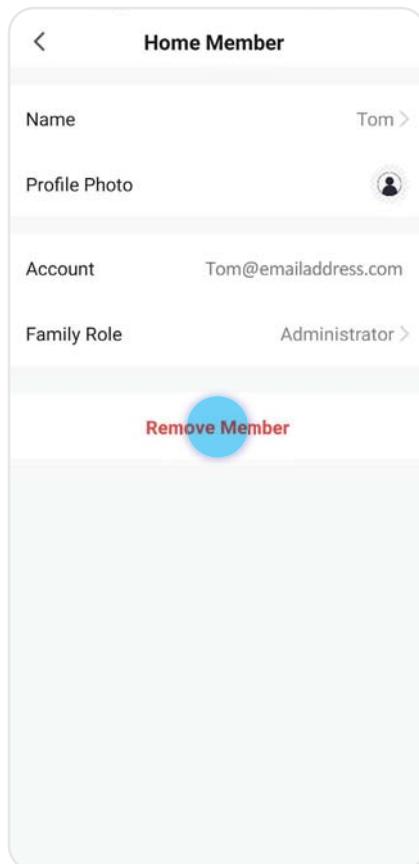 Home Member
Name Tom
Profile Photo
Account Tom@emailaddress.com
Family Role Administrator
Remove Member